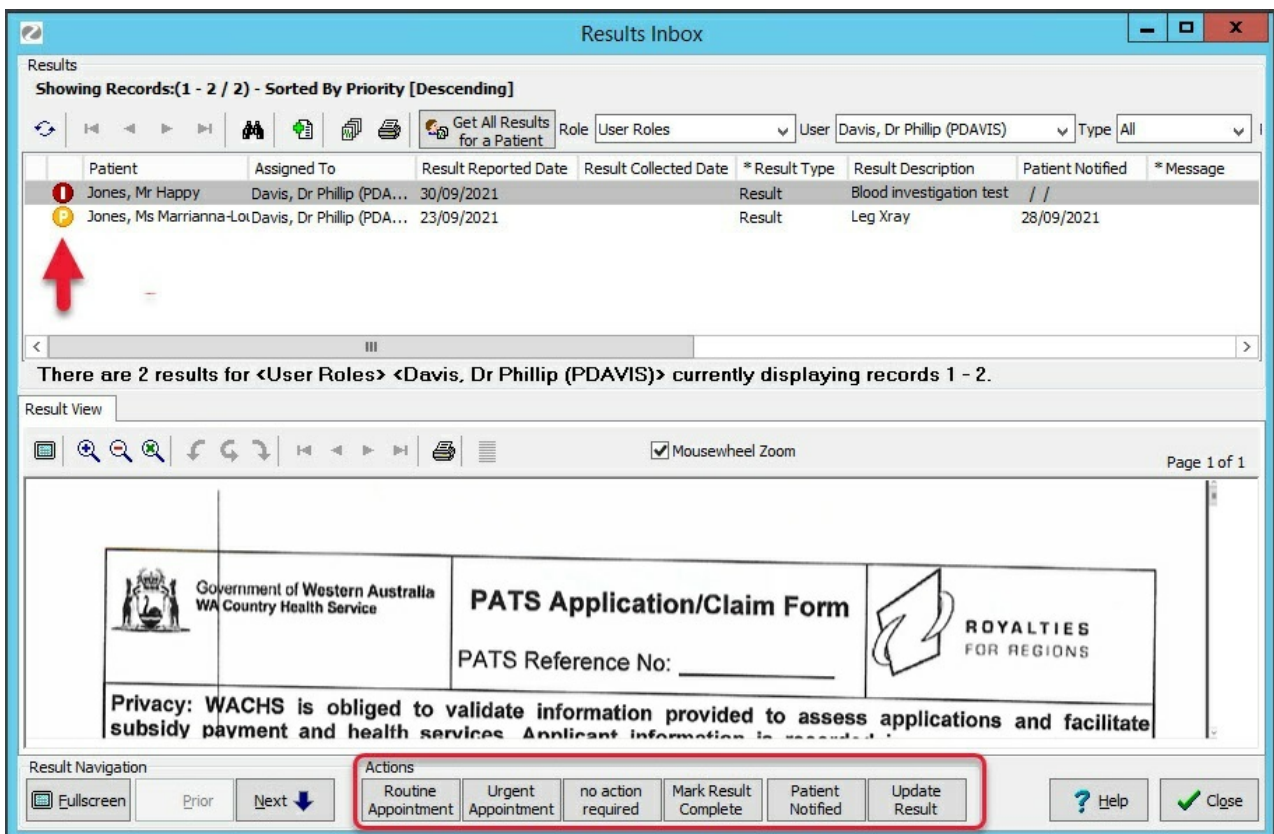 Results Inbox
Results
Showing Records:(1 - 2 / 2) - Sorted By Priority [Descending]
Get All Results for a Patient Role User Roles User Davis, Dr Phillip (PDAVIS) Type All
Patient Assigned To Result Reported Date Result Collected Date * Result Type Result Description Patient Notified * Message
I Jones, Mr Happy Davis, Dr Phillip (PDA... 30/09/2021 Result Blood investigation test / /
P Jones, Ms Marrianna-Lou Davis, Dr Phillip (PDA... 23/09/2021 Result Leg Xray 28/09/2021
There are 2 results for <User Roles> <Davis, Dr Phillip (PDAVIS)> currently displaying records 1 - 2.
Result View
Mousewheel Zoom
Page 1 of 1
Government of Western Australia
WA Country Health Service
PATS Application/Claim Form
PATS Reference No:
ROYALTIES
FOR REGIONS
Privacy: WACHS is obliged to validate information provided to assess applications and facilitate
subsidy payment and health services. Applicant information is recorded
Result Navigation
Fullscreen Prior Next
Actions
Routine Appointment
Urgent Appointment
no action required
Mark Result Complete
Patient Notified
Update Result
? Help Close